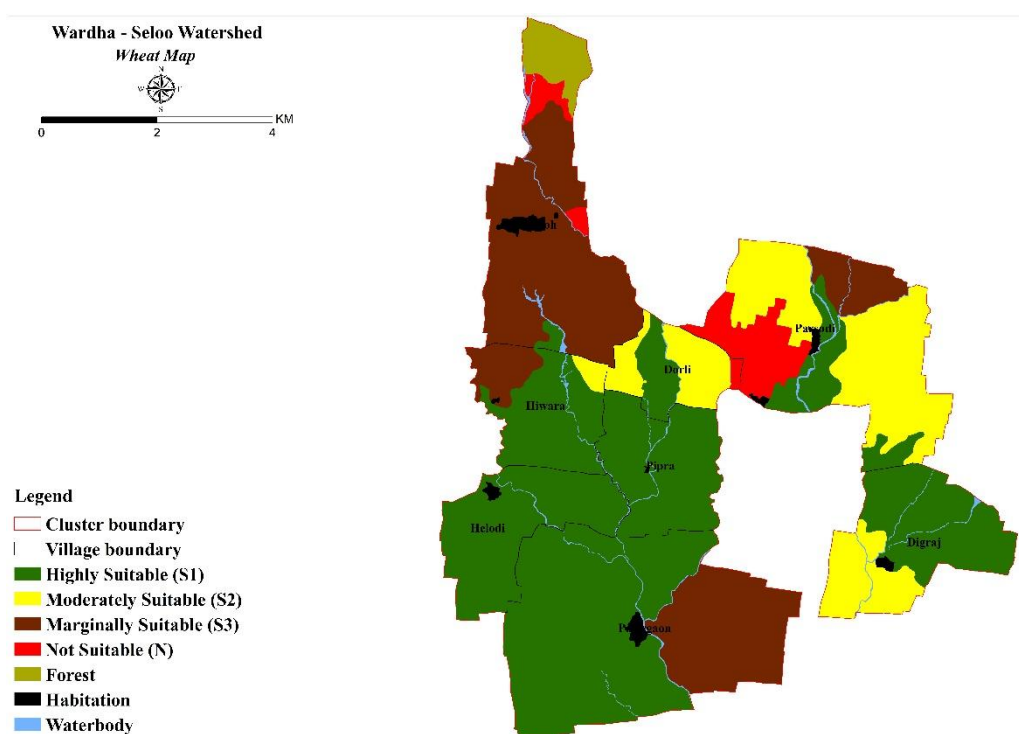 Wardha - Seloo Watershed
Wheat Map
N
W
E
S
KM
0 2 4
Dorli
Hiwara
Pipra
Helodi
Digraj
Legend
Cluster boundary
Village boundary
Highly Suitable (S1)
Moderately Suitable (S2)
Marginally Suitable (S3)
Not Suitable (N)
Forest
Habitation
Waterbody